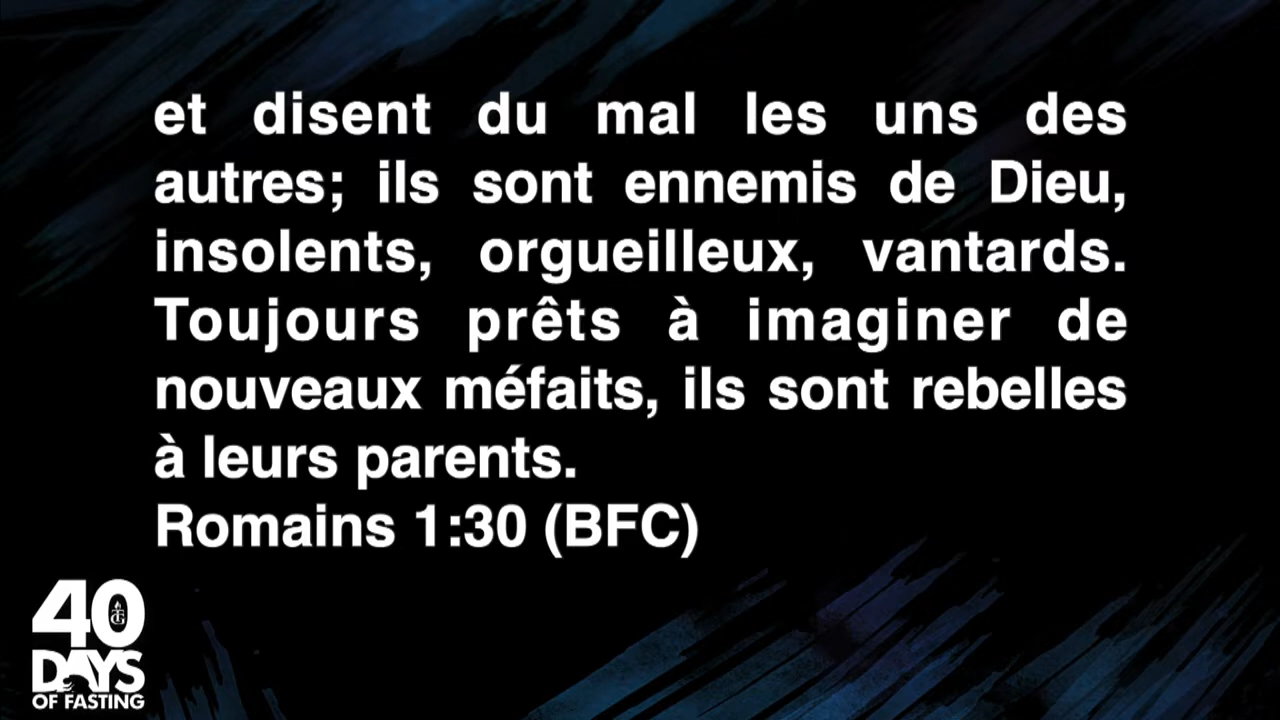 et disent du mal les uns des
autres; ils sont ennemis de Dieu,
insolents, orgueilleux, vantards.
Toujours prêts à imaginer de
nouveaux méfaits, ils sont rebelles
à leurs parents.
Romains 1:30 (BFC)
40
DAYS
OF FASTING